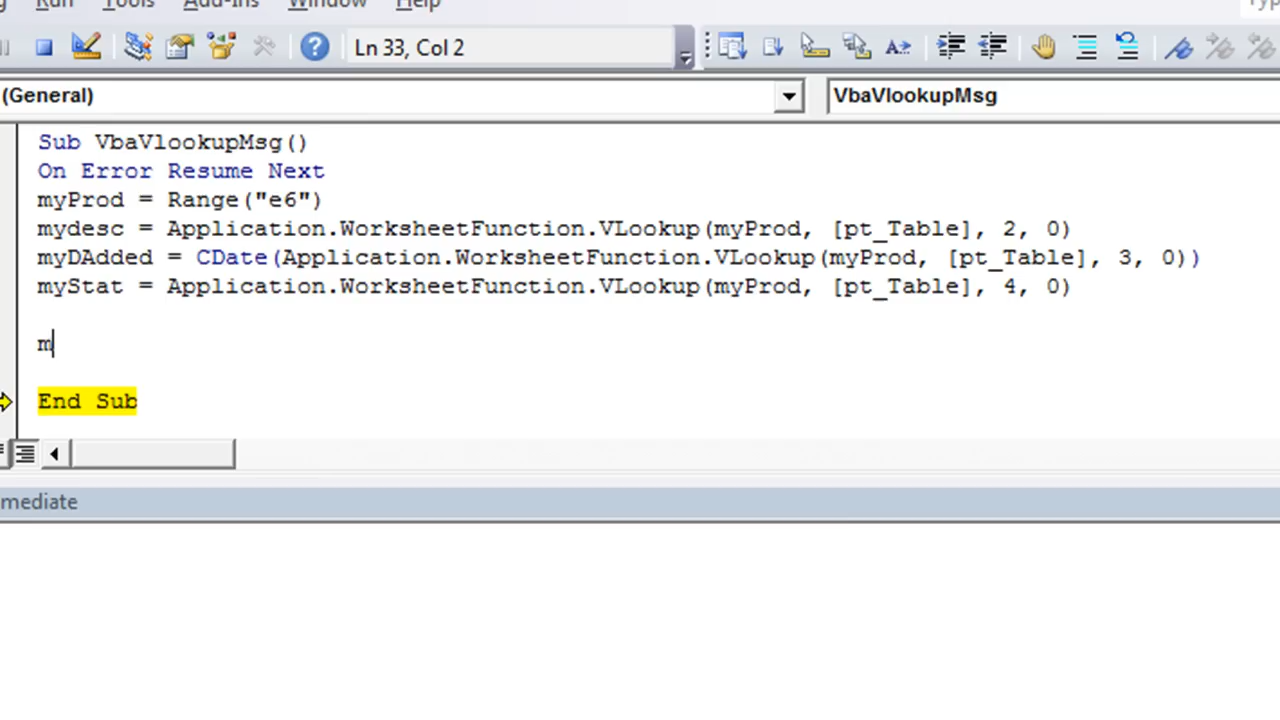 Run Tools Add-Ins Window Help
Ln 33, Col 2
(General) VbaVlookupMsg
Sub VbaVlookupMsg()
On Error Resume Next
myProd = Range("e6")
mydesc = Application.WorksheetFunction.VLookup(myProd, [pt_Table], 2, 0)
myDAdded = CDate(Application.WorksheetFunction.VLookup(myProd, [pt_Table], 3, 0))
myStat = Application.WorksheetFunction.VLookup(myProd, [pt_Table], 4, 0)
m
End Sub
mediate